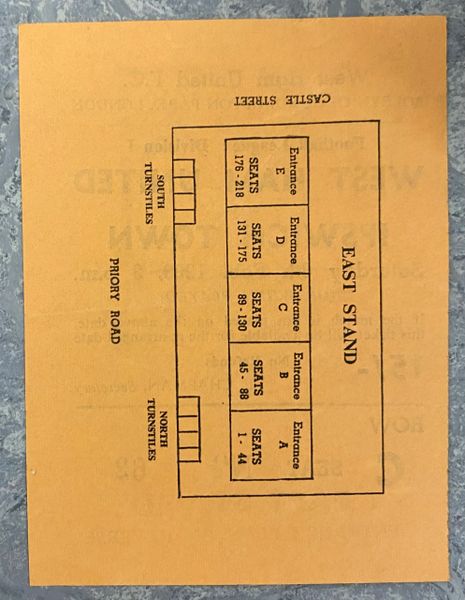 CASTLE STREET
EAST STAND
Entrance
E
SEATS
176 - 218
Entrance
D
SEATS
131 - 175
Entrance
C
SEATS
89 - 130
Entrance
B
SEATS
45 - 88
Entrance
A
SEATS
1 - 44
SOUTH
TURNSTILES
NORTH
TURNSTILES
PRIORY ROAD